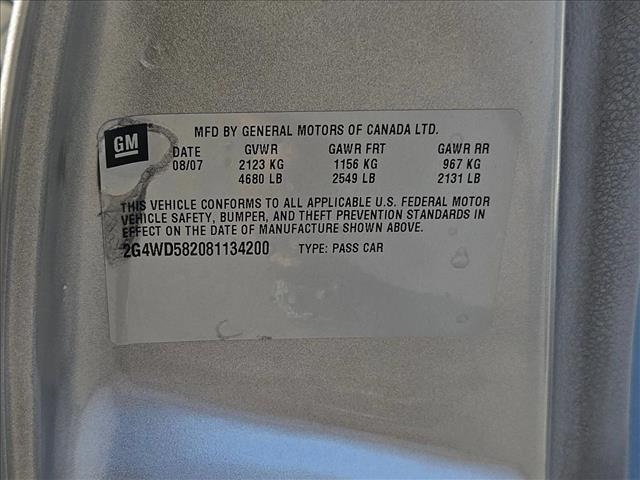 GM
MFD BY GENERAL MOTORS OF CANADA LTD.
DATE GVWR GAWR FRT GAWR RR
08/07 2123 KG 1156 KG 967 KG
4680 LB 2549 LB 2131 LB
THIS VEHICLE CONFORMS TO ALL APPLICABLE U.S. FEDERAL MOTOR
VEHICLE SAFETY, BUMPER, AND THEFT PREVENTION STANDARDS IN
EFFECT ON THE DATE OF MANUFACTURE SHOWN ABOVE.
2G4WD582081134200 TYPE: PASS CAR